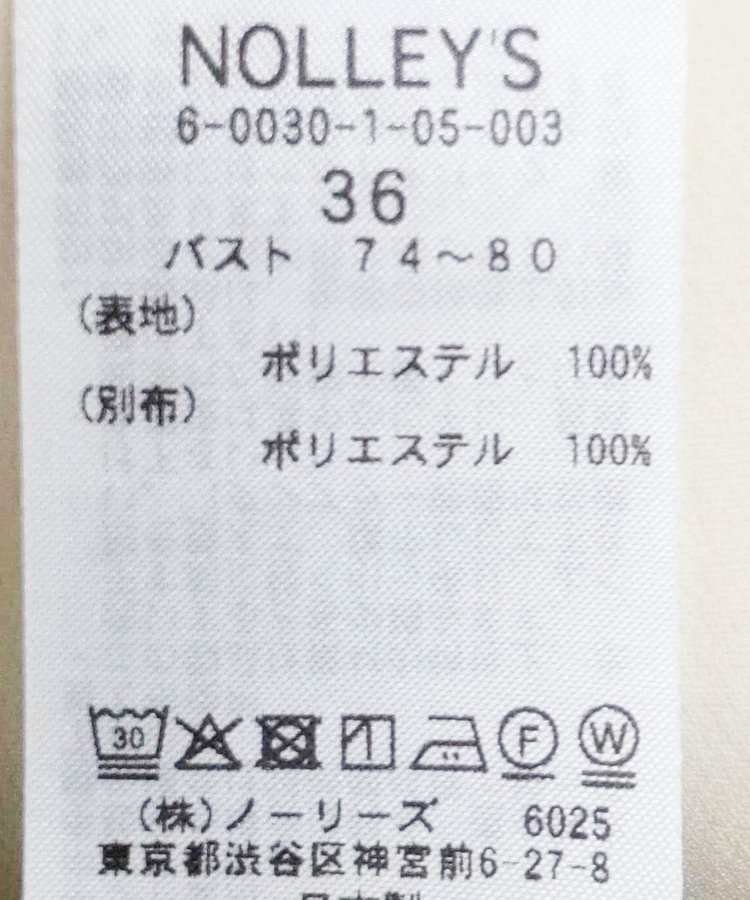 NOLLEY'S
6-0030-1-05-003
36
バスト 74～80
(表地)
ポリエステル 100%
(別布)
ポリエステル 100%
30 F W
(株)ノーリーズ 6025
東京都渋谷区神宮前6-27-8